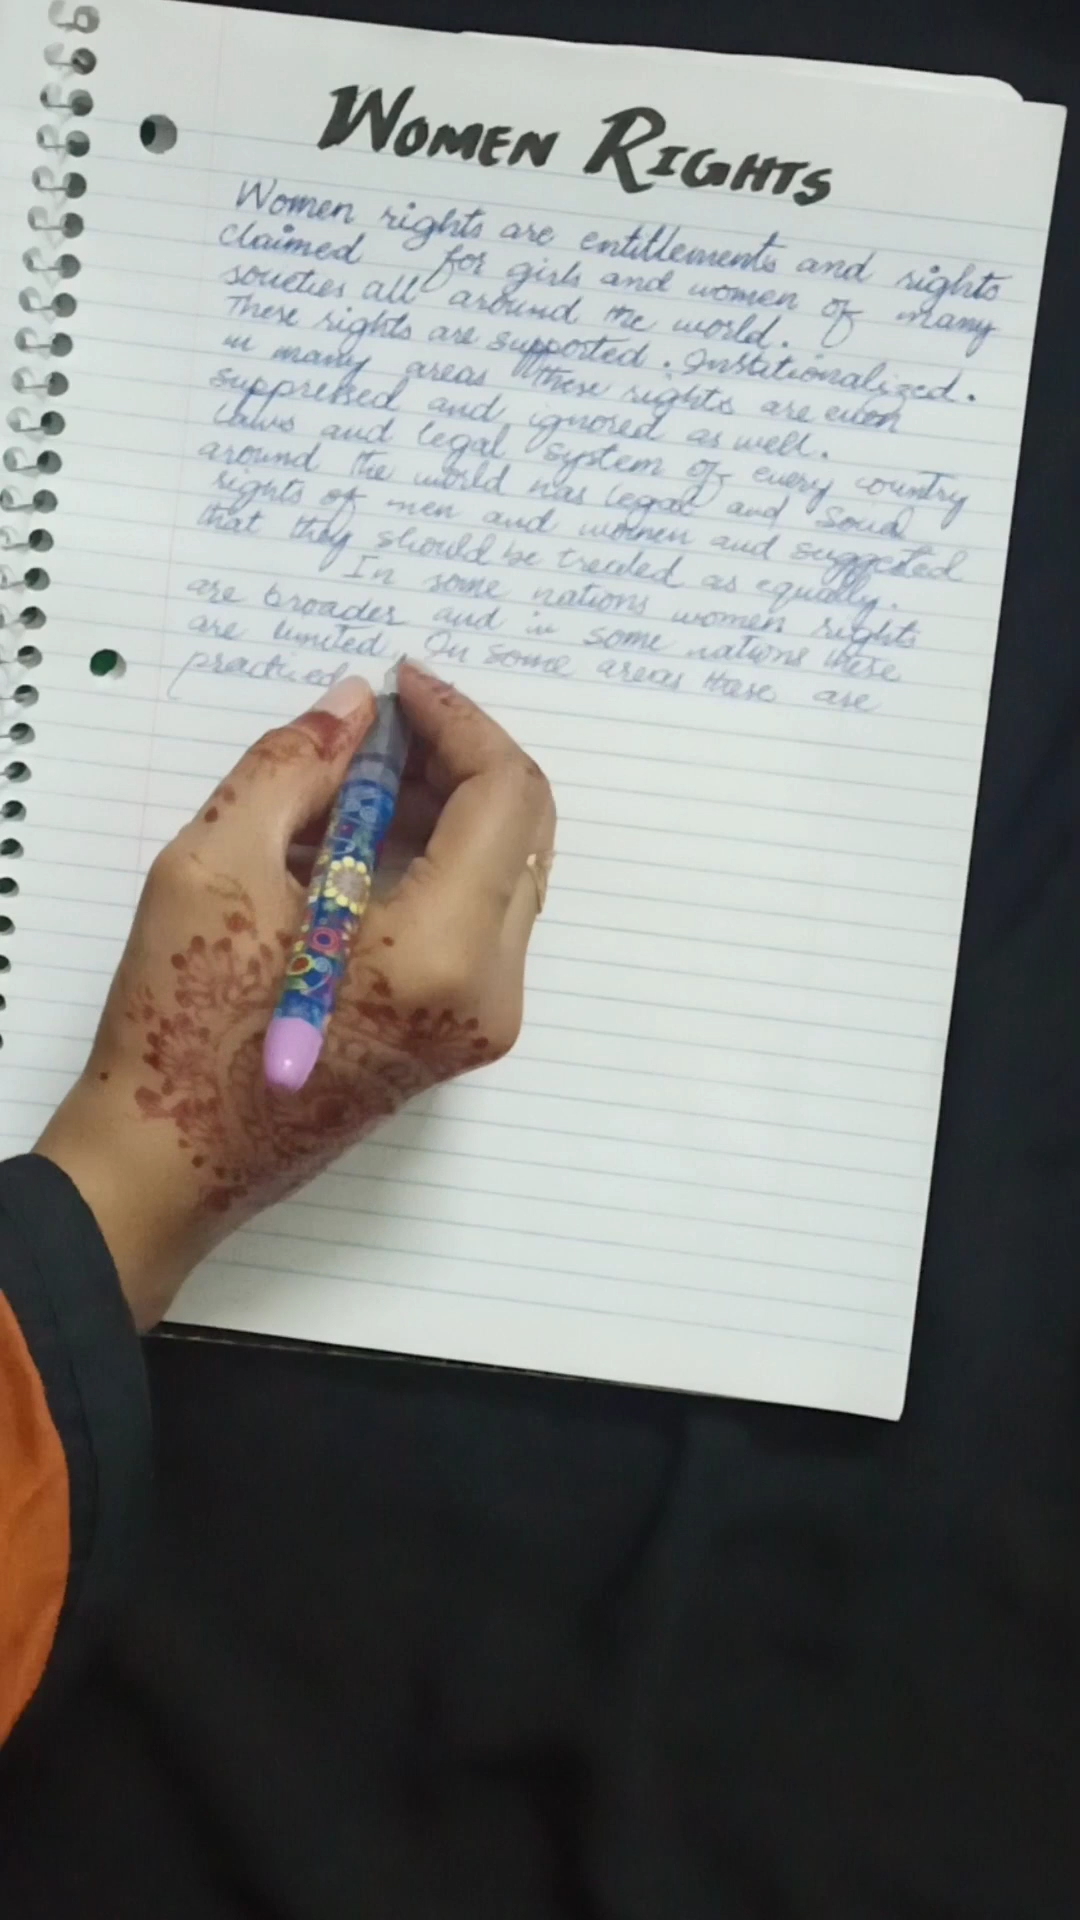 WOMEN RIGHTS
Women rights are entitlements and rights
claimed for girls and women of many
societies all around the world.
These rights are supported. Instationalized.
in many areas these rights are even
suppressed and ignored as well.
Laws and legal system of every country
around the world has legal and Social
rights of men and women and suggested
that they should be treated as equally.
In some nations women rights
are broader and in some nations these
are limited. In some areas these are
practiced